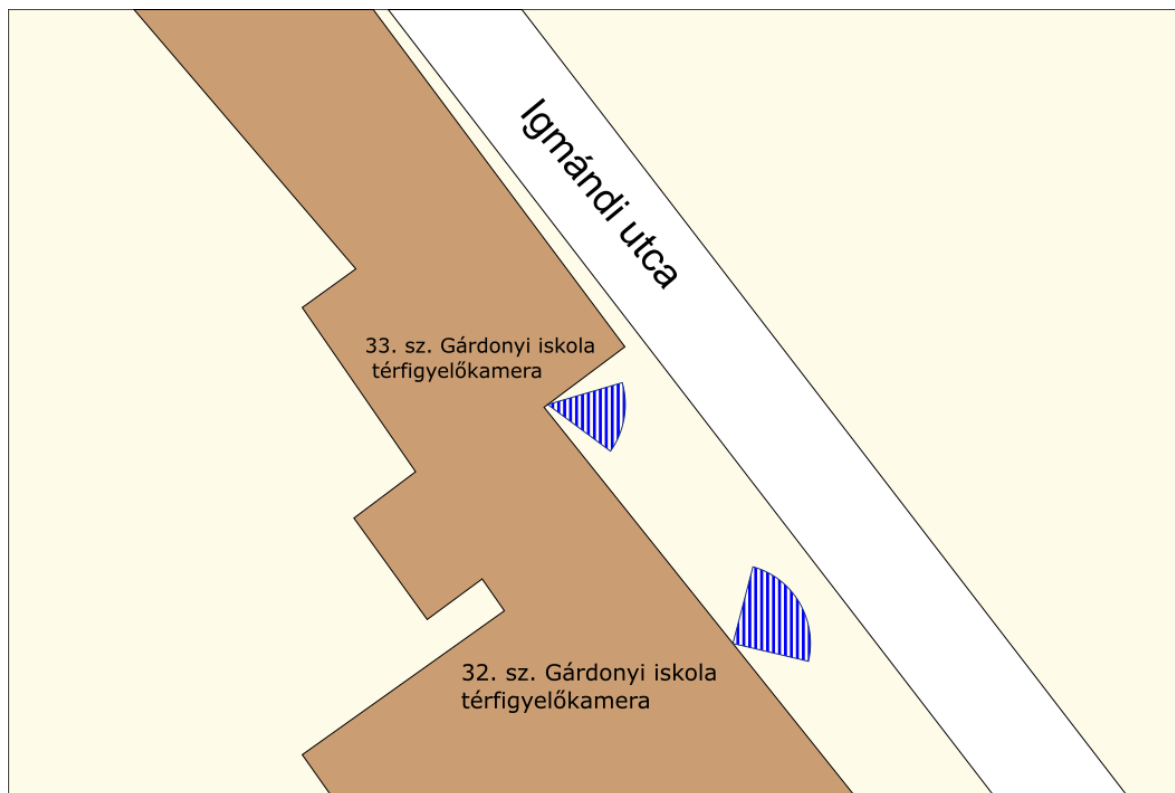 Igmándi utca
33. sz. Gárdonyi iskola
térfigyelőkamera
32. sz. Gárdonyi iskola
térfigyelőkamera